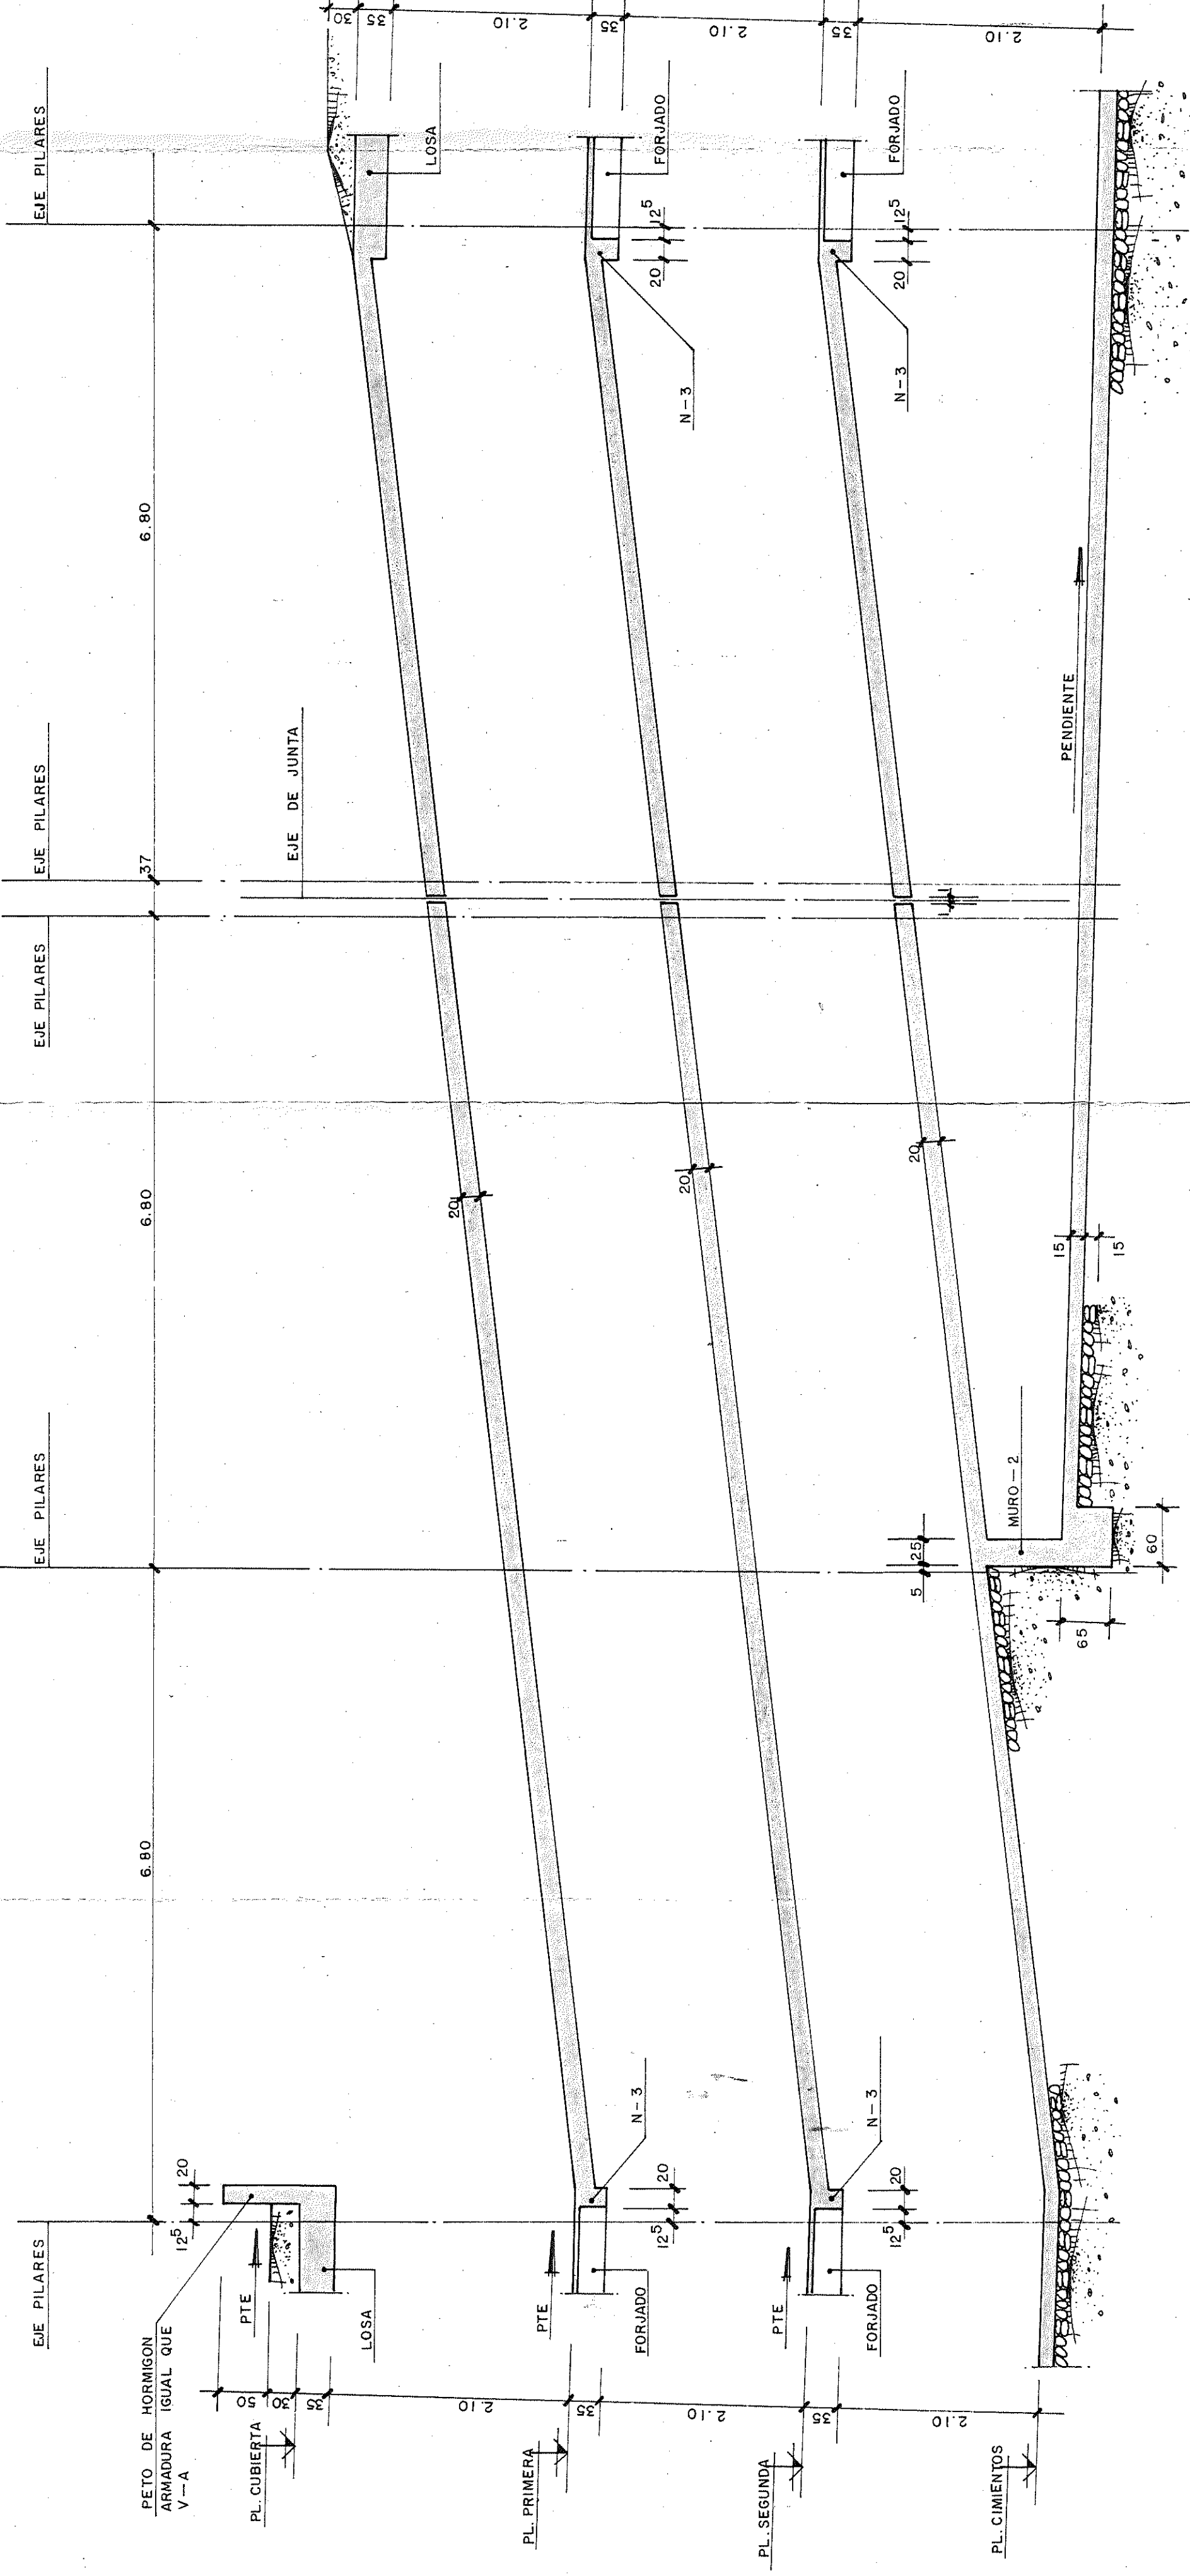 EJE PILARES
EJE PILARES
EJE PILARES
EJE PILARES
EJE PILARES
6.80
6.80
37
6.80
EJE DE JUNTA
PETO DE HORMIGON
ARMADURA IGUAL QUE
V-A
12⁵
20
PTE
LOSA
LOSA
50
30
35
2.10
35
2.10
35
2.10
30
35
2.10
35
2.10
35
2.10
PL. CUBIERTA
PL. PRIMERA
PL. SEGUNDA
PL. CIMIENTOS
20
20
20
PTE
FORJADO
N-3
12⁵
20
FORJADO
N-3
20
12⁵
PTE
FORJADO
N-3
12⁵
20
FORJADO
N-3
20
12⁵
1
5
25
MURO-2
65
60
15
15
PENDIENTE